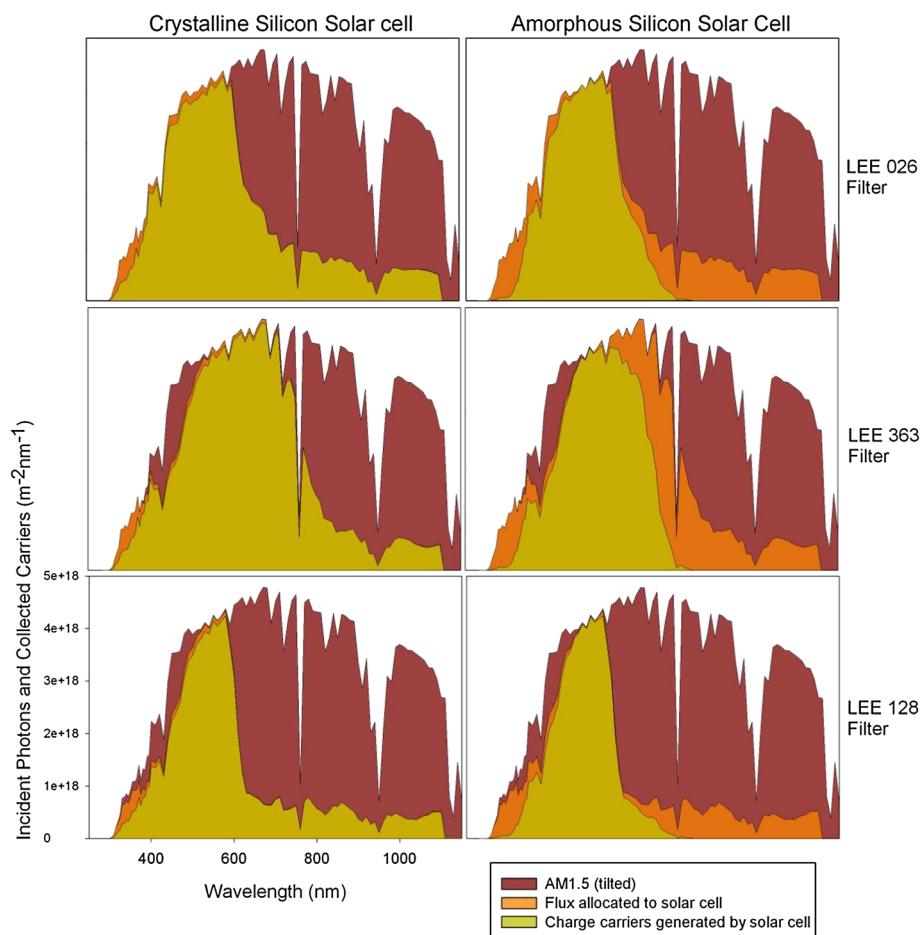 Crystalline Silicon Solar cell
Amorphous Silicon Solar Cell
LEE 026
Filter
LEE 363
Filter
LEE 128
Filter
Incident Photons and Collected Carriers (m-2nm-1)
5e+18
4e+18
3e+18
2e+18
1e+18
0
400 600 800 1000
Wavelength (nm)
AM1.5 (tilted)
Flux allocated to solar cell
Charge carriers generated by solar cell